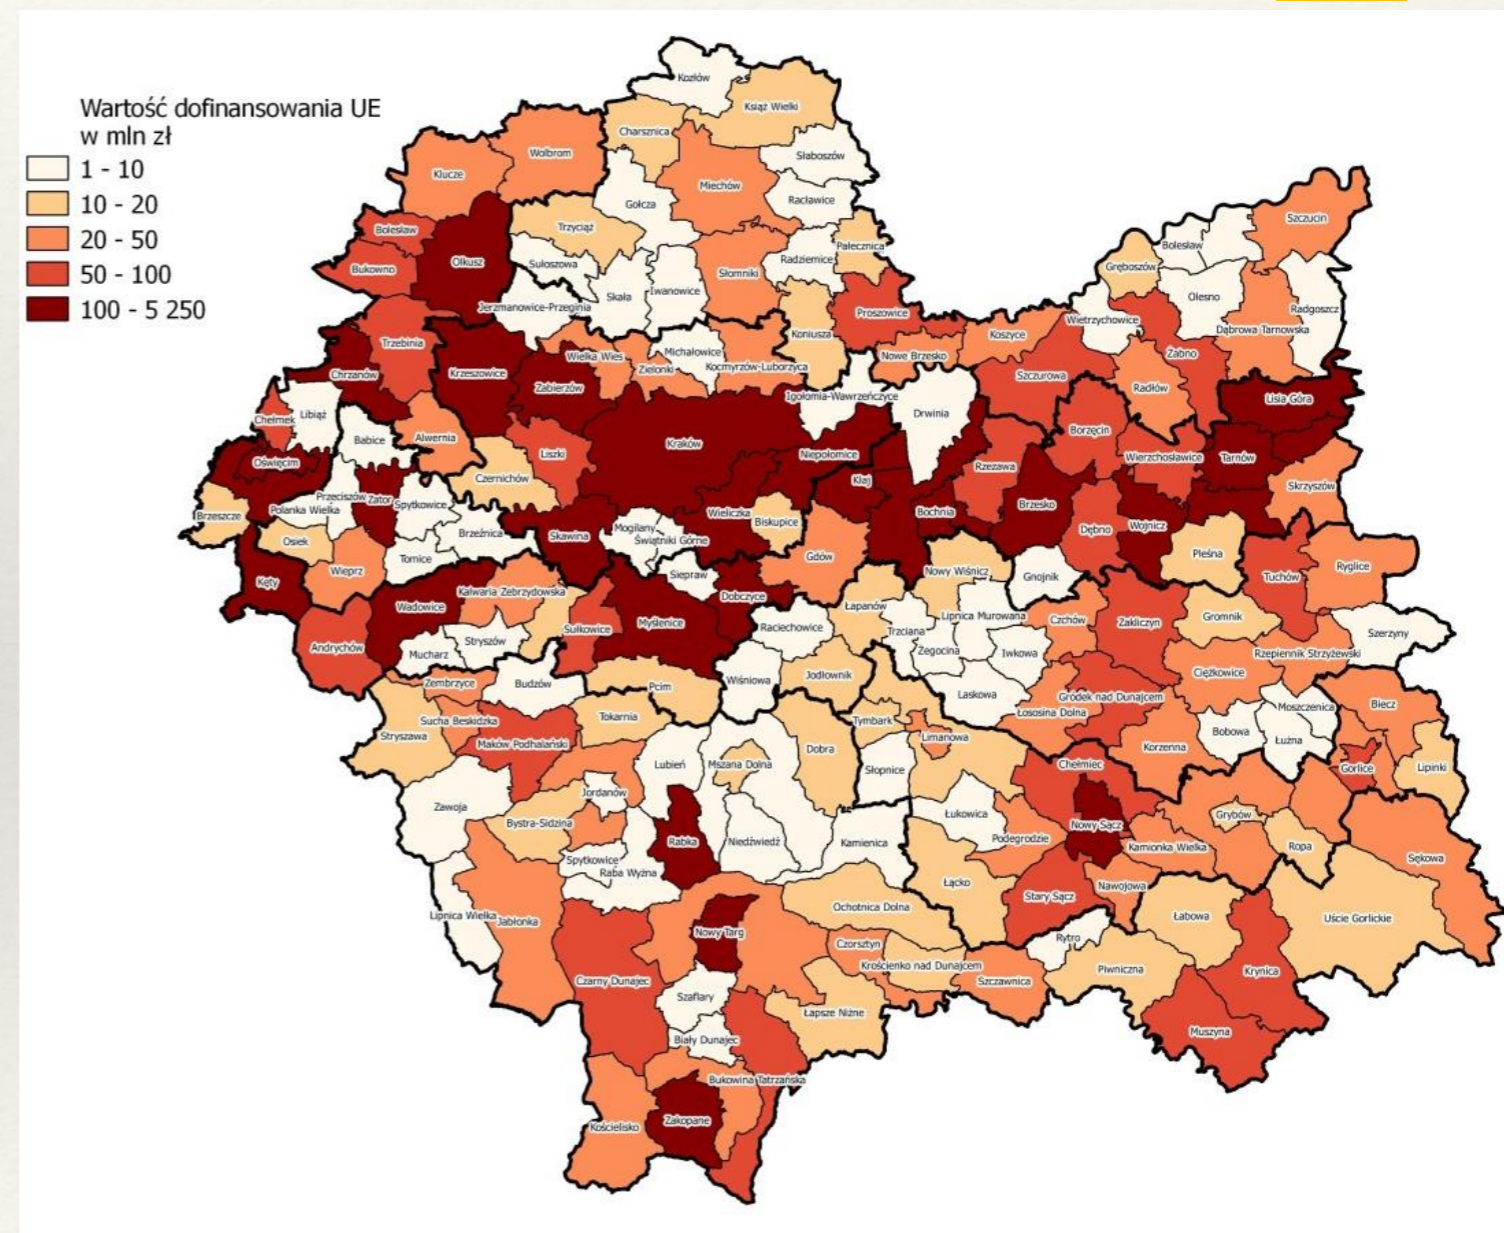 Wartość dofinansowania UE
w mln zł
1 - 10
10 - 20
20 - 50
50 - 100
100 - 5 250
Kozłów
Książ Wielki
Charsznica
Wolbrom
Słaboszów
Klucze
Miechów
Racławice
Gołcza
Szczucin
Trzyciąż
Bolesław
Pałecznica
Bolesław
Radziemice
Olkusz
Sułoszowa
Bukowno
Słomniki
Gręboszów
Skała
Iwanowice
Olesno
Jerzmanowice-Przeginia
Radgoszcz
Proszowice
Wietrzychowice
Dąbrowa Tarnowska
Koniusza
Koszyce
Trzebinia
Michałowice
Żabno
Wielka Wieś
Nowe Brzesko
Zielonki
Kocmyrzów-Luborzyca
Chrzanów
Krzeszowice
Szczurowa
Zabierzów
Radłów
Igołomia-Wawrzeńczyce
Lisia Góra
Libiąż
Drwinia
Chełmek
Borzęcin
Babice
Alwernia
Kraków
Liszki
Niepołomice
Wierzchosławice
Tarnów
Oświęcim
Rzezawa
Czernichów
Kłaj
Skrzyszów
Przeciszów
Zator
Spytkowice
Brzesko
Polanka Wielka
Bochnia
Wieliczka
Brzeszcze
Biskupice
Wojnicz
Mogilany
Dębno
Brzeźnica
Skawina
Świątniki Górne
Osiek
Pleśna
Tomice
Gdów
Ryglice
Wieprz
Nowy Wiśnicz
Siepraw
Gnojnik
Tuchów
Kęty
Kalwaria Zebrzydowska
Dobczyce
Wadowice
Łapanów
Lipnica Murowana
Gromnik
Czchów
Zakliczyn
Myślenice
Raciechowice
Sułkowice
Trzciana
Szerzyny
Stryszów
Andrychów
Mucharz
Żegocina
Iwkowa
Rzepiennik Strzyżewski
Ciężkowice
Jodłownik
Wiśniowa
Zembrzyce
Budzów
Pcim
Laskowa
Gródek nad Dunajcem
Biecz
Moszczenica
Łososina Dolna
Tokarnia
Sucha Beskidzka
Tymbark
Bobowa
Stryszawa
Limanowa
Łużna
Maków Podhalański
Dobra
Korzenna
Lubień
Mszana Dolna
Chełmiec
Słopnice
Gorlice
Lipinki
Jordanów
Zawoja
Łukowica
Grybów
Bystra-Sidzina
Nowy Sącz
Podegrodzie
Rabka
Niedźwiedź
Kamienica
Kamionka Wielka
Ropa
Spytkowice
Sękowa
Raba Wyżna
Łącko
Nawojowa
Stary Sącz
Ochotnica Dolna
Lipnica Wielka
Jabłonka
Łabowa
Uście Gorlickie
Nowy Targ
Rytro
Czorsztyn
Krościenko nad Dunajcem
Piwniczna
Krynica
Czarny Dunajec
Szczawnica
Szaflary
Łapsze Niżne
Muszyna
Biały Dunajec
Bukowina Tatrzańska
Zakopane
Kościelisko